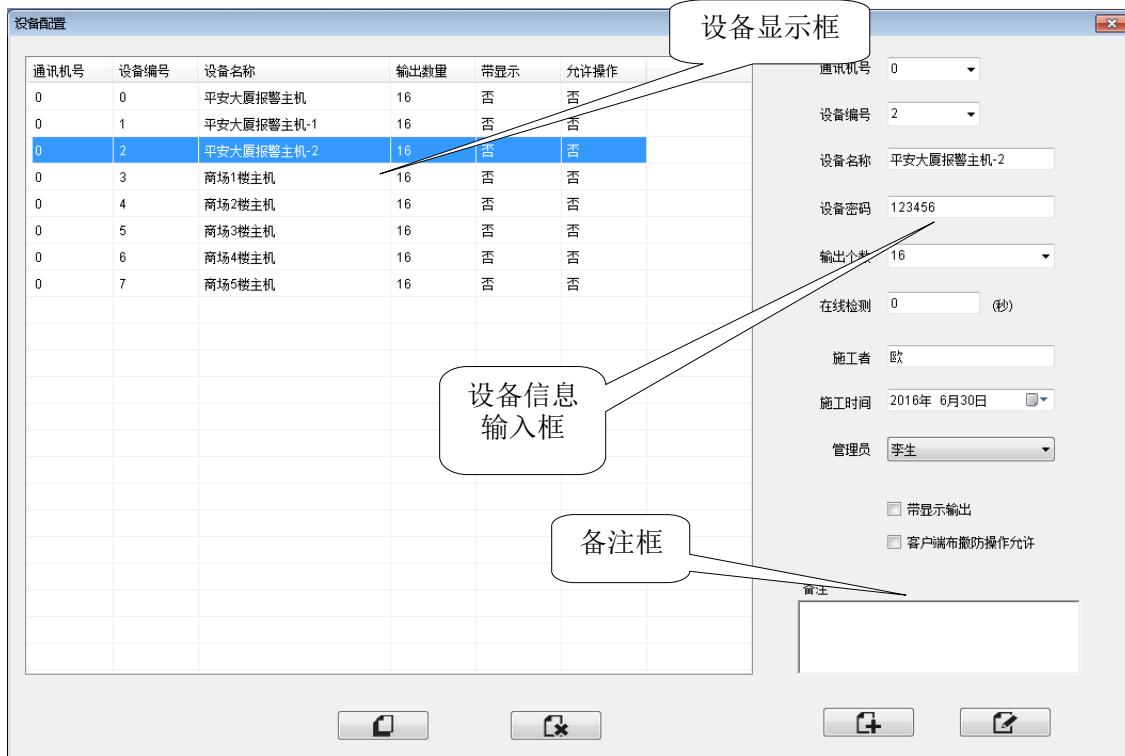 设备配置
设备显示框
通讯机号 设备编号 设备名称 输出数量 带显示 允许操作
0 0 平安大厦报警主机 16 否 否
0 1 平安大厦报警主机-1 16 否 否
0 2 平安大厦报警主机-2 16 否 否
0 3 商场1楼主机 16 否 否
0 4 商场2楼主机 16 否 否
0 5 商场3楼主机 16 否 否
0 6 商场4楼主机 16 否 否
0 7 商场5楼主机 16 否 否
通讯机号 0
设备编号 2
设备名称 平安大厦报警主机-2
设备密码 123456
输出个数 16
在线检测 0 (秒)
施工者 欧
施工时间 2016年 6月30日
管理员 李生
带显示输出
客户端布撤防操作允许
备注
设备信息
输入框
备注框